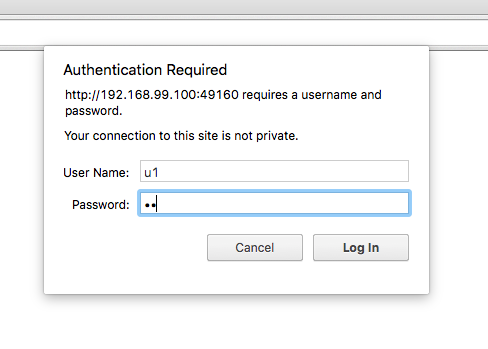 Authentication Required
http://192.168.99.100:49160 requires a username and
password.
Your connection to this site is not private.
User Name: u1
Password: ••
Cancel Log In